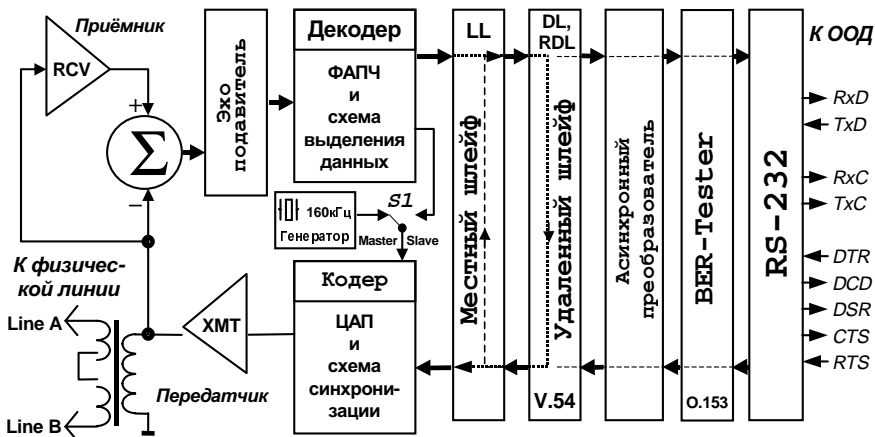 Приёмник
RCV
+
Σ
−
Эхо
подавитель
Декодер
ФАПЧ
и
схема
выделения
данных
160кГц
Генератор
S1
Master
Slave
Кодер
ЦАП
и
схема
синхрони-
зации
К физичес-
кой линии
Line A
Line B
XMT
Передатчик
LL
Местный шлейф
DL,
RDL
Удаленный шлейф
V.54
Асинхронный
преобразователь
BER-Tester
O.153
RS-232
К ООД
RxD
TxD
RxC
TxC
DTR
DCD
DSR
CTS
RTS